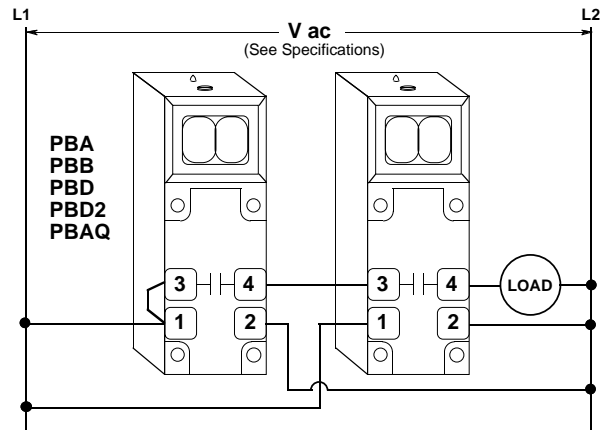 L1
L2
V ac
(See Specifications)
PBA
PBB
PBD
PBD2
PBAQ
3 4 3 4 LOAD
1 2 1 2